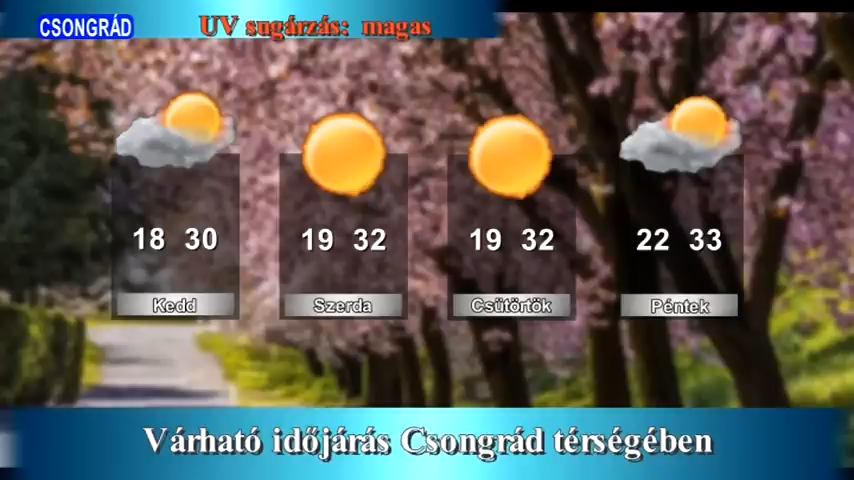 CSONGRÁD
UV sugárzás: magas
18 30
19 32
19 32
22 33
Kedd
Szerda
Csütörtök
Péntek
Várható időjárás Csongrád térségében